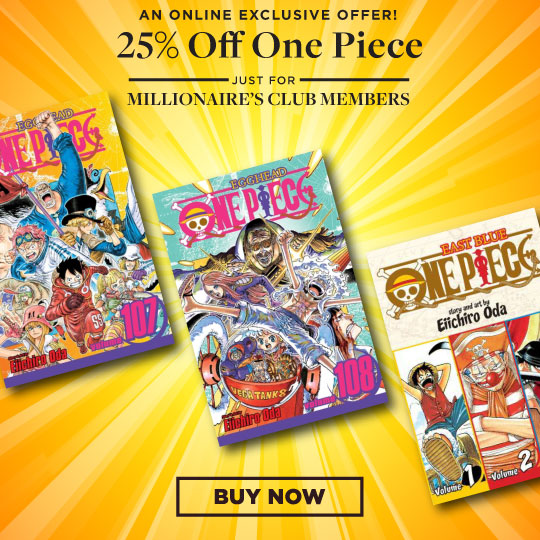 AN ONLINE EXCLUSIVE OFFER!
25% Off One Piece
JUST FOR
MILLIONAIRE'S CLUB MEMBERS
EGGHEAD
ONE PIECE
107
Eiichiro Oda
EGGHEAD
ONE PIECE
VEGA TANKS
108
Eiichiro Oda
EAST BLUE
ONE PIECE
story and art by
Eiichiro Oda
Volume 1
Volume 2
BUY NOW